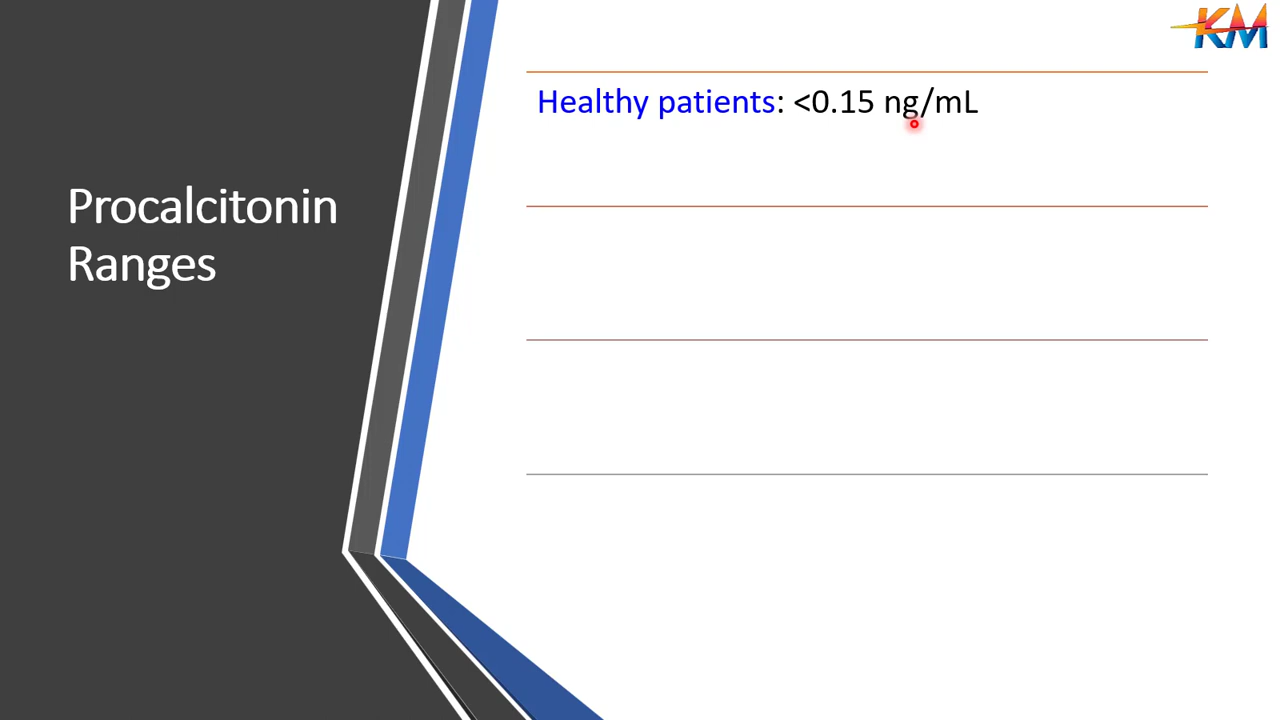 KM
Healthy patients: <0.15 ng/mL
Procalcitonin
Ranges